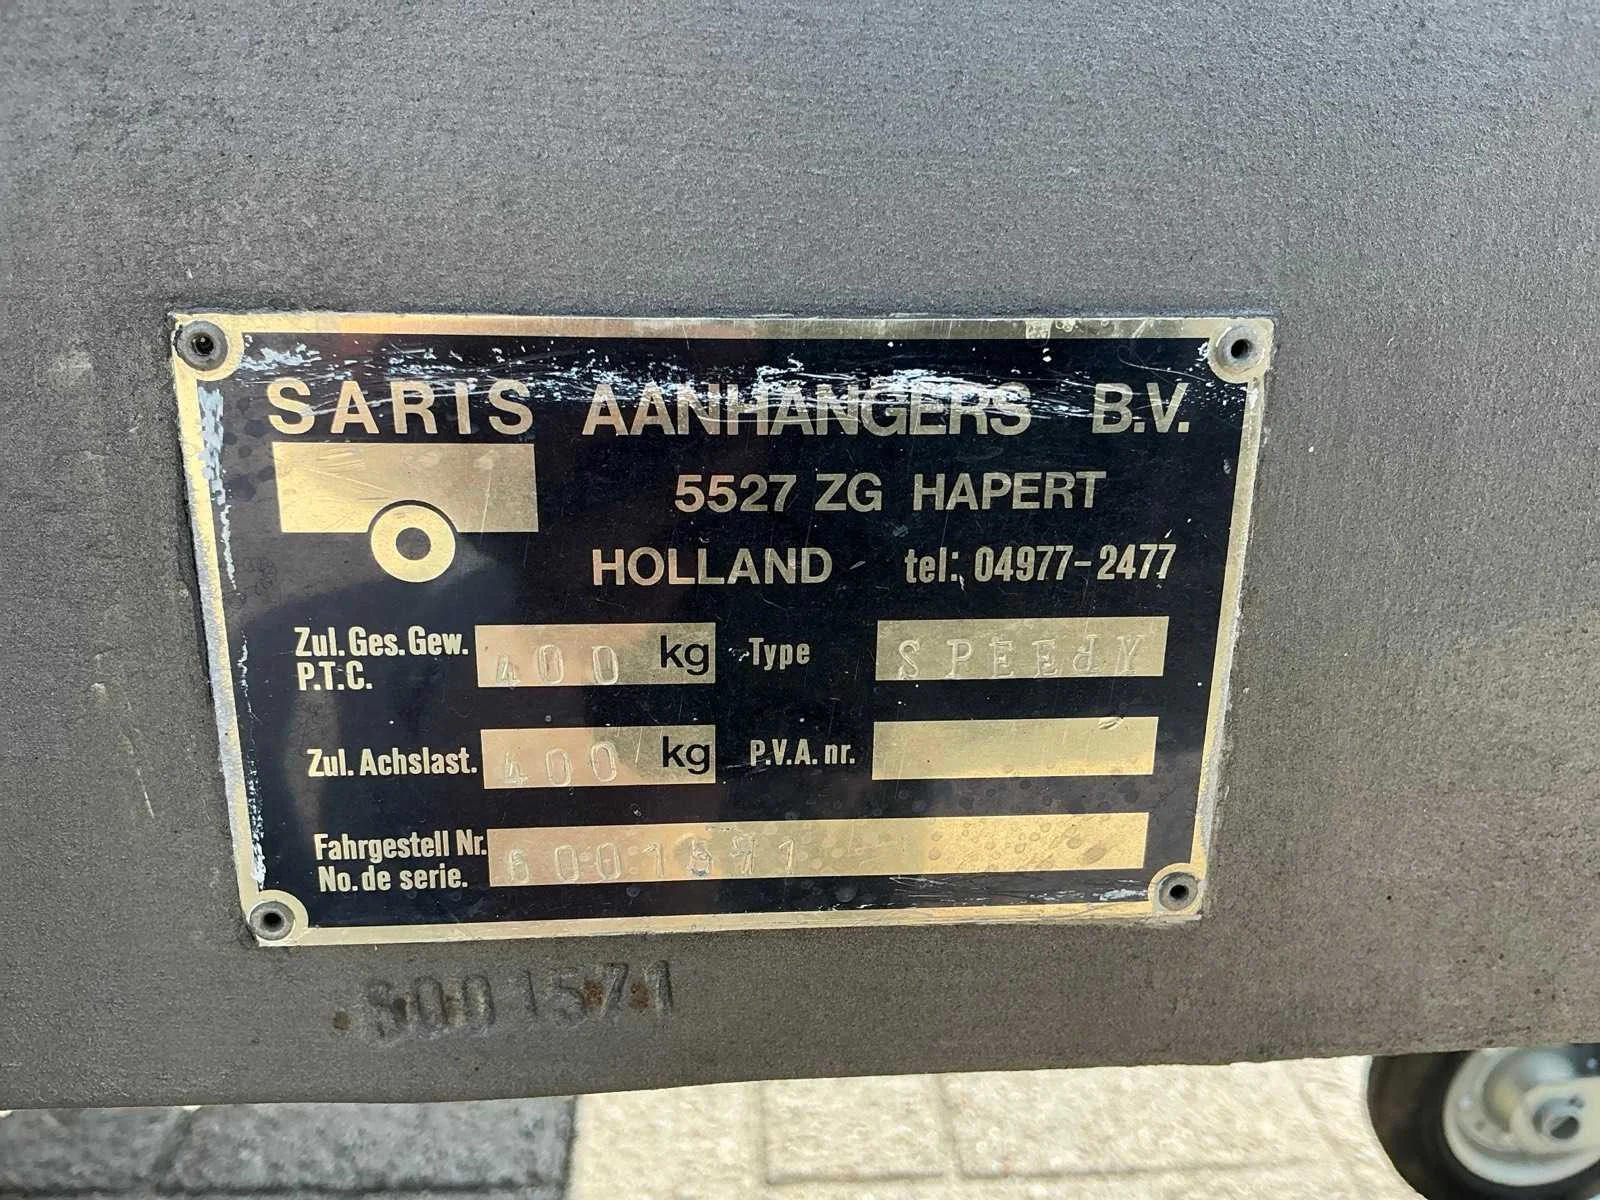 SARIS AANHANGERS B.V.
5527 ZG HAPERT
HOLLAND tel: 04977-2477
Zul. Ges. Gew. 400 kg Type SPEEdY
P.T.C.
Zul. Achslast. 400 kg P.V.A. nr.
Fahrgestell Nr. 6001571
No. de serie.